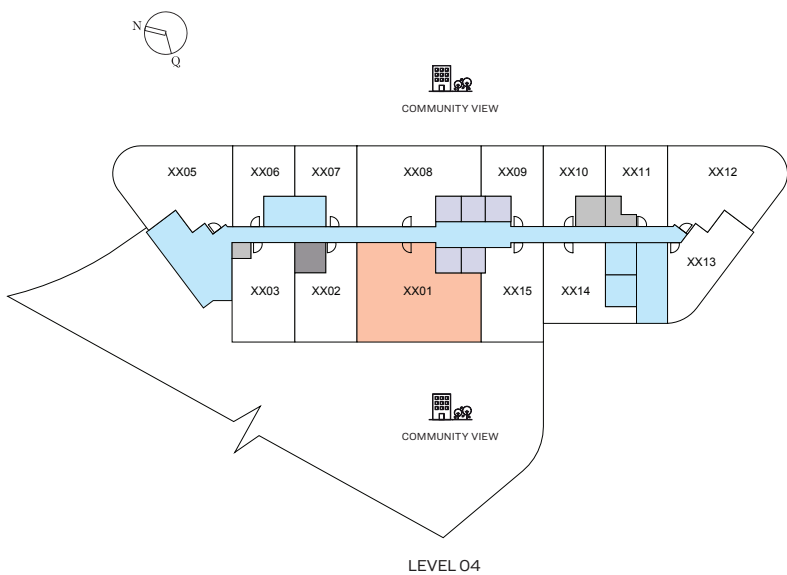 N
Q
COMMUNITY VIEW
XX05
XX06
XX07
XX08
XX09
XX10
XX11
XX12
XX13
XX03
XX02
XX01
XX15
XX14
COMMUNITY VIEW
LEVEL 04